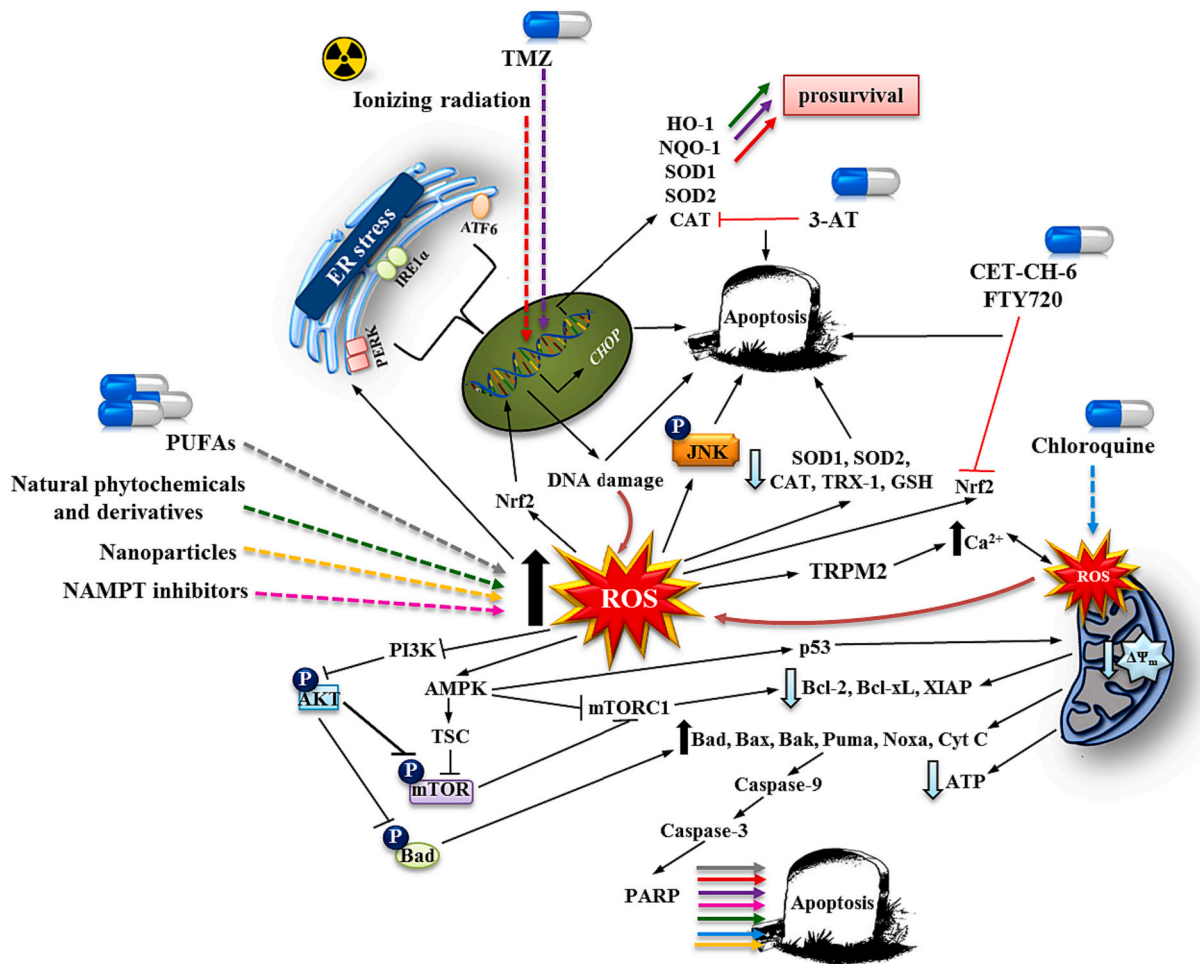 TMZ
Ionizing radiation
prosurvival
HO-1
NQO-1
SOD1
SOD2
CAT
3-AT
ATF6
ER stress
IRE1α
PERK
CHOP
Apoptosis
CET-CH-6
FTY720
PUFAs
Natural phytochemicals
and derivatives
Nanoparticles
NAMPT inhibitors
Chloroquine
P
JNK
SOD1, SOD2,
CAT, TRX-1, GSH
Nrf2
DNA damage
Nrf2
Ca²⁺
TRPM2
ROS
ROS
ΔΨₘ
PI3K
p53
P
AKT
AMPK
Bcl-2, Bcl-xL, XIAP
mTORC1
TSC
Bad, Bax, Bak, Puma, Noxa, Cyt C
P
mTOR
Caspase-9
ATP
P
Bad
Caspase-3
PARP
Apoptosis